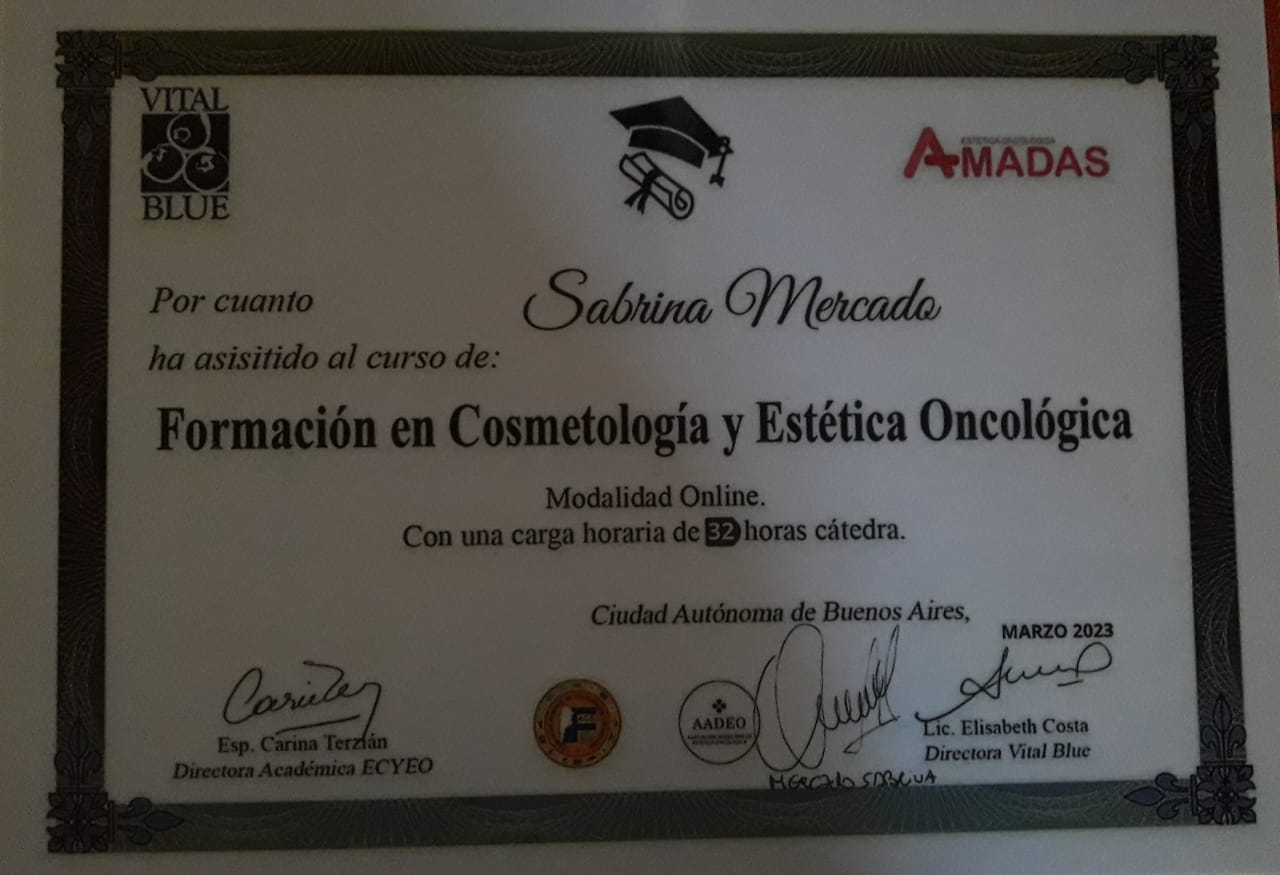 VITAL
BLUE
ESTETICA ONCOLOGICA
AMADAS
Por cuanto Sabrina Mercado
ha asisitido al curso de:
Formación en Cosmetología y Estética Oncológica
Modalidad Online.
Con una carga horaria de 32 horas cátedra.
Ciudad Autónoma de Buenos Aires,
MARZO 2023
Esp. Carina Terzián
Directora Académica ECYEO
AADEO
Lic. Elisabeth Costa
Directora Vital Blue
MERCADO SABRINA